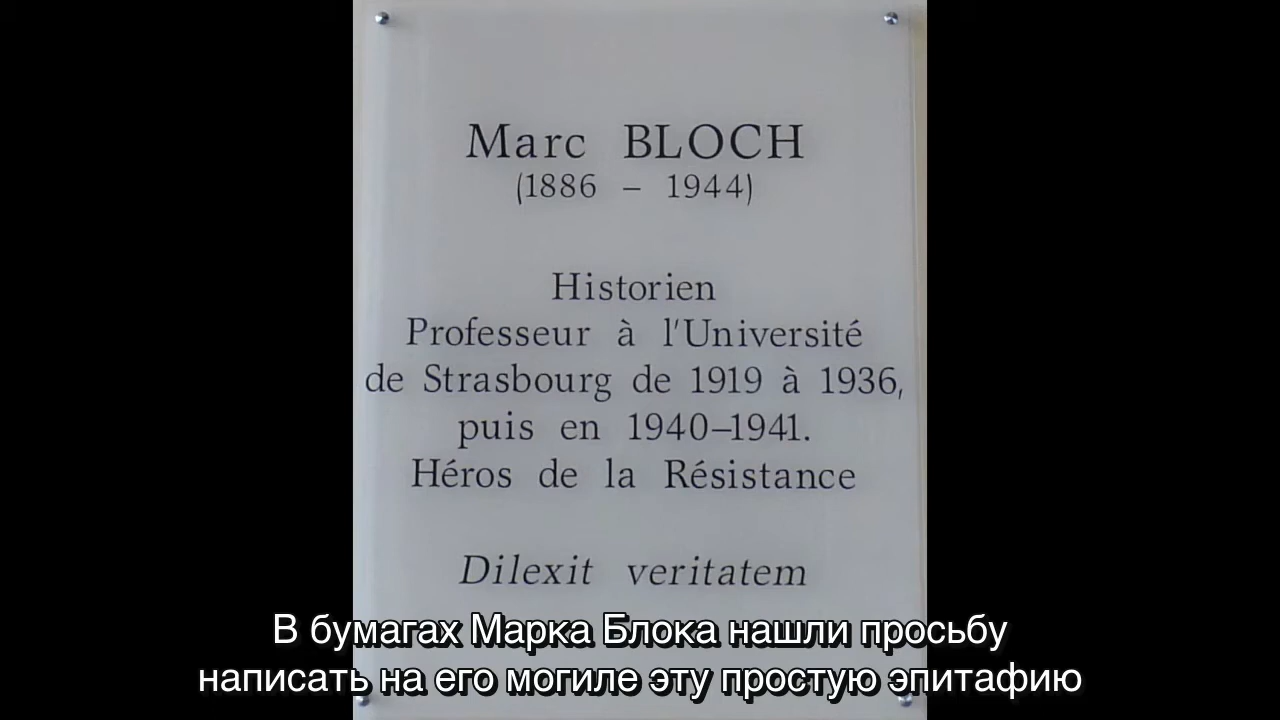 Marc BLOCH
(1886 – 1944)
Historien
Professeur à l'Université
de Strasbourg de 1919 à 1936,
puis en 1940–1941.
Héros de la Résistance
Dilexit veritatem
В бумагах Марка Блока нашли просьбу
написать на его могиле эту простую эпитафию